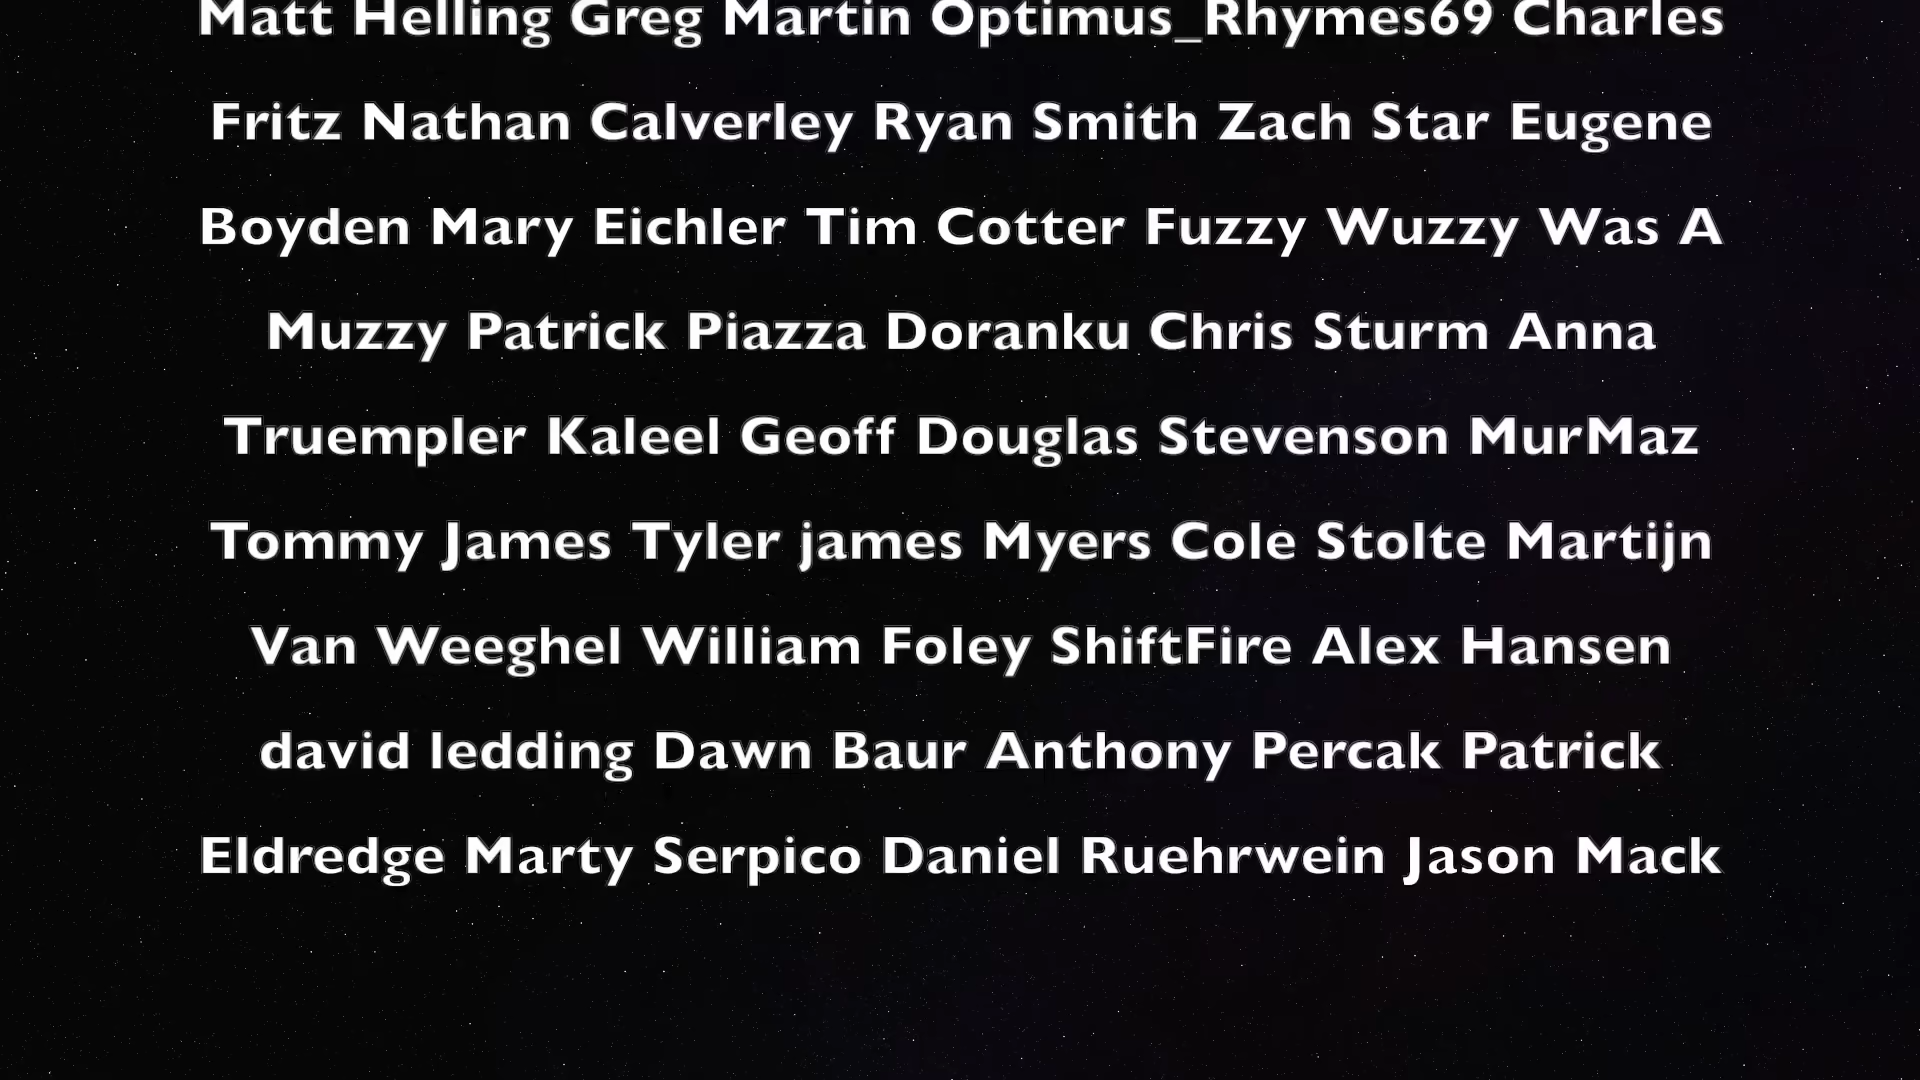 Matt Helling Greg Martin Optimus_Rhymes69 Charles
Fritz Nathan Calverley Ryan Smith Zach Star Eugene
Boyden Mary Eichler Tim Cotter Fuzzy Wuzzy Was A
Muzzy Patrick Piazza Doranku Chris Sturm Anna
Truempler Kaleel Geoff Douglas Stevenson MurMaz
Tommy James Tyler james Myers Cole Stolte Martijn
Van Weeghel William Foley ShiftFire Alex Hansen
david ledding Dawn Baur Anthony Percak Patrick
Eldredge Marty Serpico Daniel Ruehrwein Jason Mack